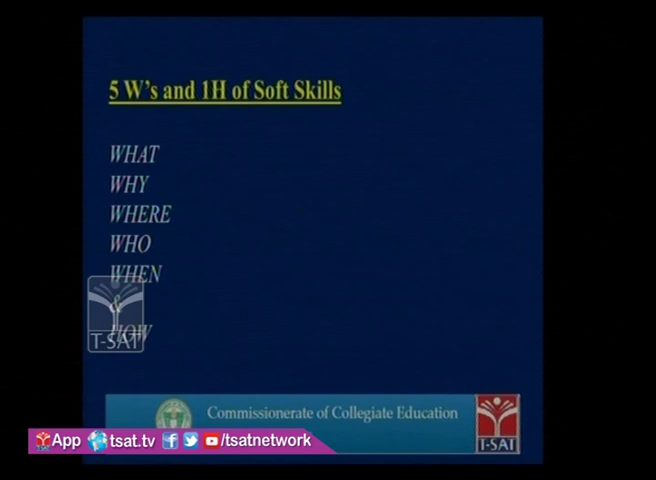 5 W's and 1H of Soft Skills
WHAT
WHY
WHERE
WHO
WHEN
&
HOW
T-SAT
Commissionerate of Collegiate Education
T-SAT
App tsat.tv /tsatnetwork